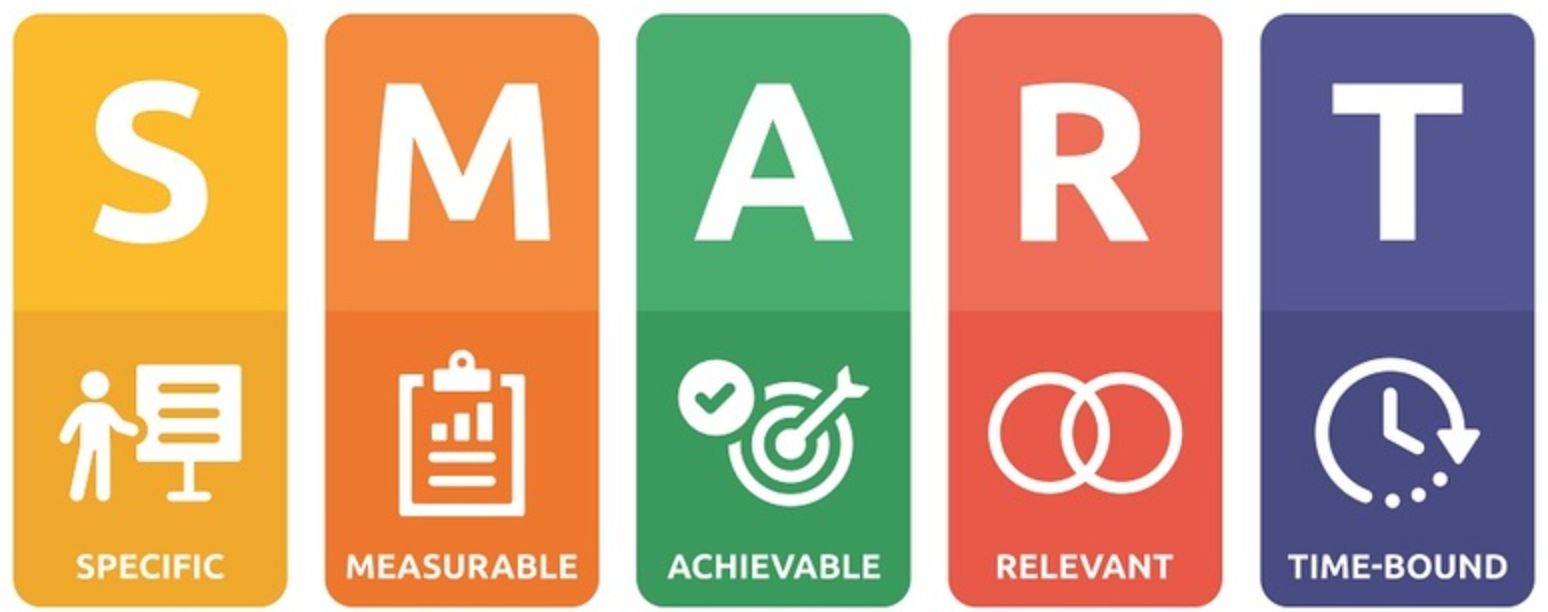 S
SPECIFIC
M
MEASURABLE
A
ACHIEVABLE
R
RELEVANT
T
TIME-BOUND